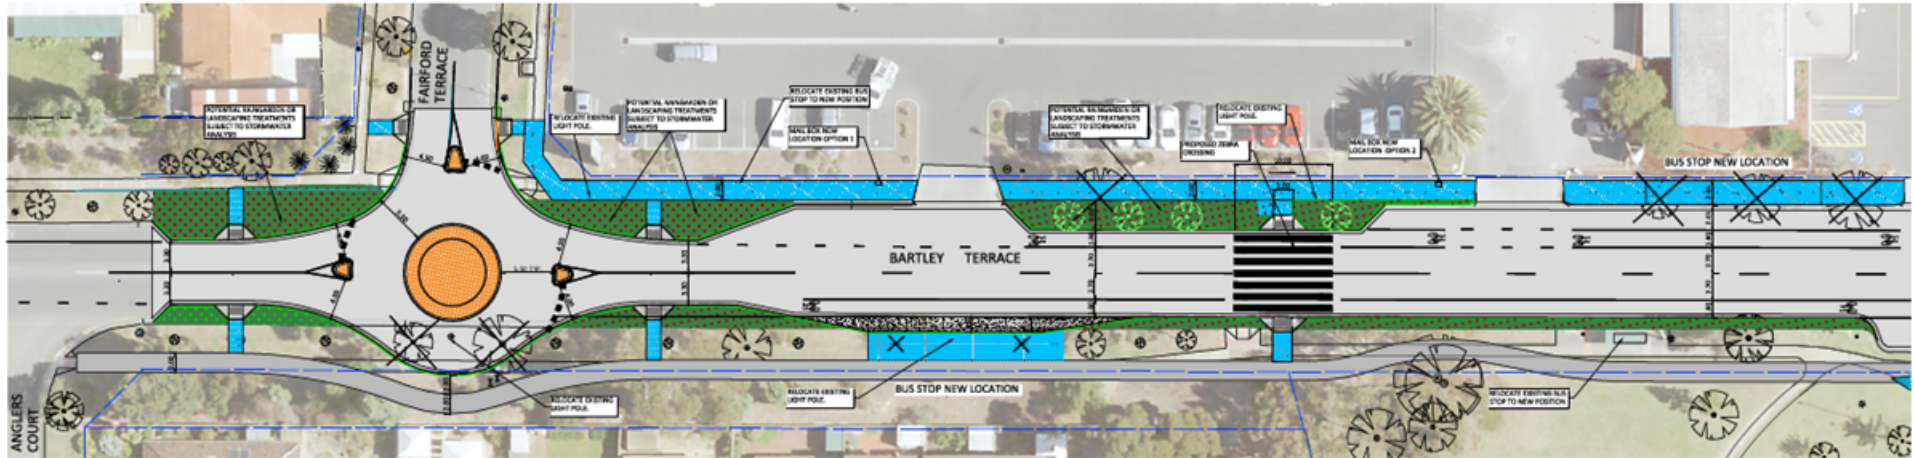 FAIRFORD
TERRACE
POTENTIAL RAINGARDEN OR
LANDSCAPING TREATMENTS
SUBJECT TO STORMWATER
ANALYSIS
RELOCATE EXISTING
LIGHT POLE.
POTENTIAL RAINGARDEN OR
LANDSCAPING TREATMENTS
SUBJECT TO STORMWATER
ANALYSIS
RELOCATE EXISTING BUS
STOP TO NEW POSITION
MAIL BOX NEW
LOCATION OPTION 1
POTENTIAL RAINGARDEN OR
LANDSCAPING TREATMENTS
SUBJECT TO STORMWATER
ANALYSIS
RELOCATE EXISTING
LIGHT POLE.
PROPOSED ZEBRA
CROSSING
MAIL BOX NEW
LOCATION OPTION 2
BUS STOP NEW LOCATION
BARTLEY TERRACE
RELOCATE EXISTING
LIGHT POLE.
RELOCATE EXISTING
LIGHT POLE.
BUS STOP NEW LOCATION
RELOCATE EXISTING BUS
STOP TO NEW POSITION
ANGLERS
COURT